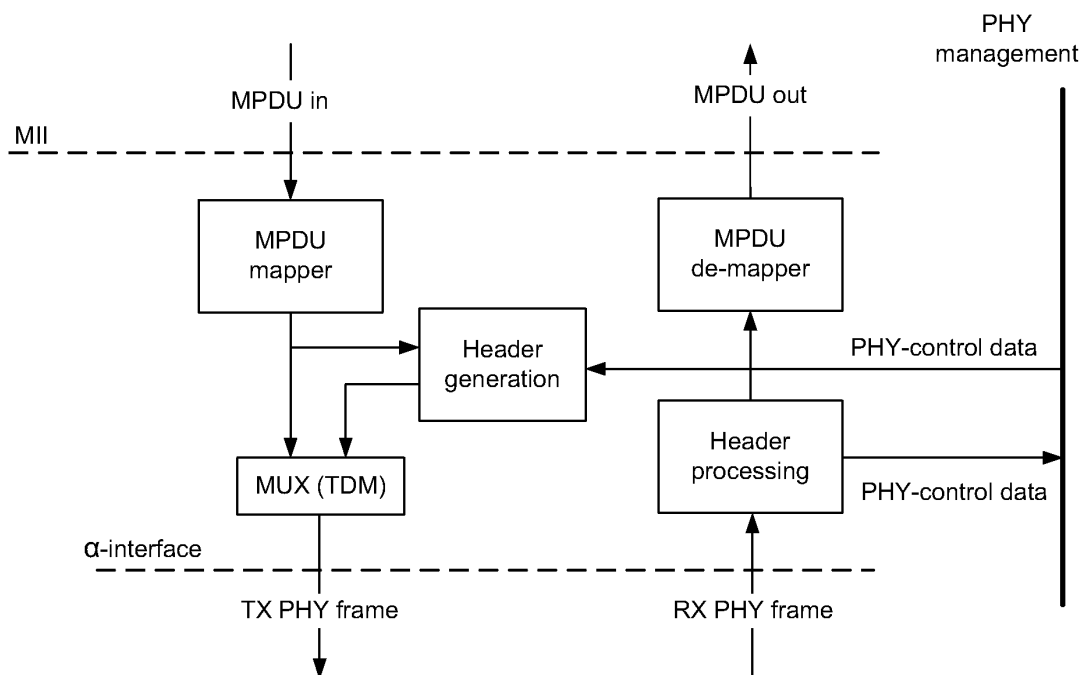 PHY
management
MPDU in
MPDU out
MII
MPDU
mapper
MPDU
de-mapper
Header
generation
PHY-control data
Header
processing
MUX (TDM)
PHY-control data
α-interface
TX PHY frame
RX PHY frame